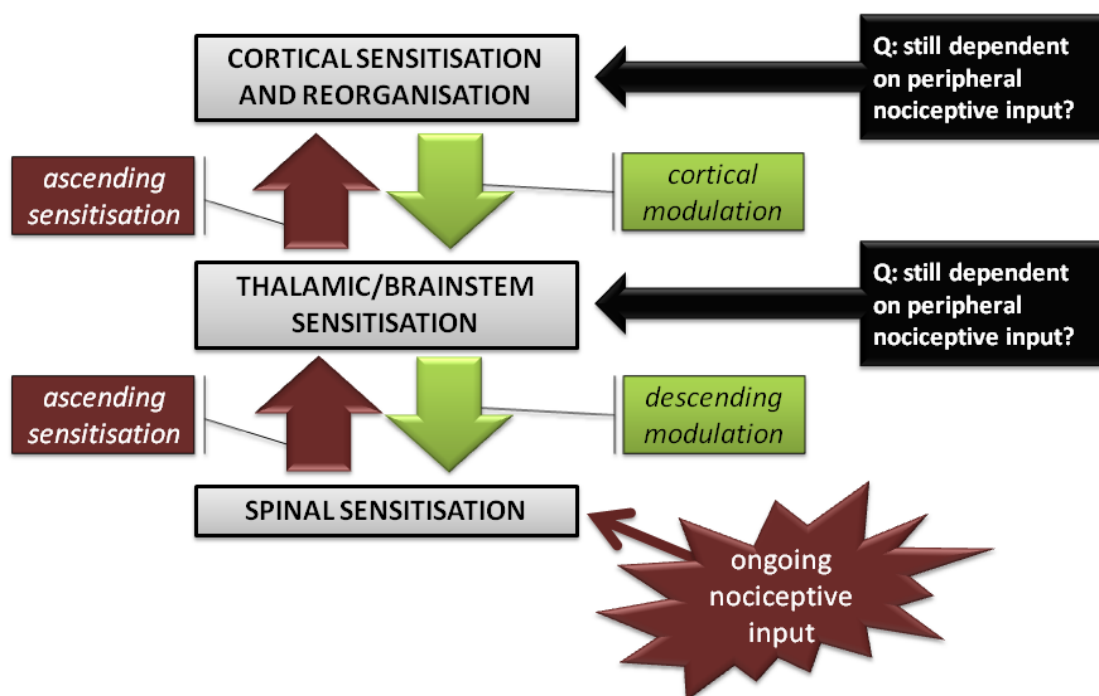 CORTICAL SENSITISATION
AND REORGANISATION
Q: still dependent
on peripheral
nociceptive input?
ascending
sensitisation
cortical
modulation
THALAMIC/BRAINSTEM
SENSITISATION
Q: still dependent
on peripheral
nociceptive input?
ascending
sensitisation
descending
modulation
SPINAL SENSITISATION
ongoing
nociceptive
input